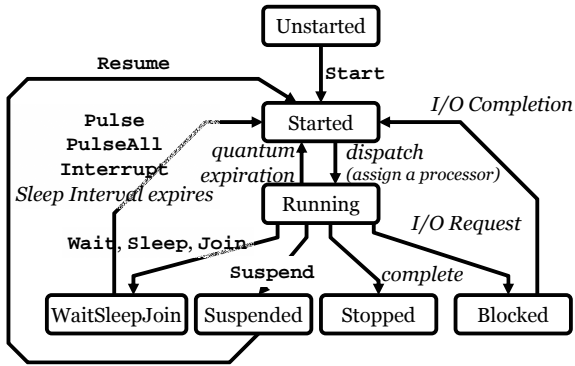 Unstarted
Resume
Start
I/O Completion
Pulse
PulseAll
Interrupt
Sleep Interval expires
Started
quantum
expiration
dispatch
(assign a processor)
Running
I/O Request
Wait, Sleep, Join
Suspend
complete
WaitSleepJoin
Suspended
Stopped
Blocked